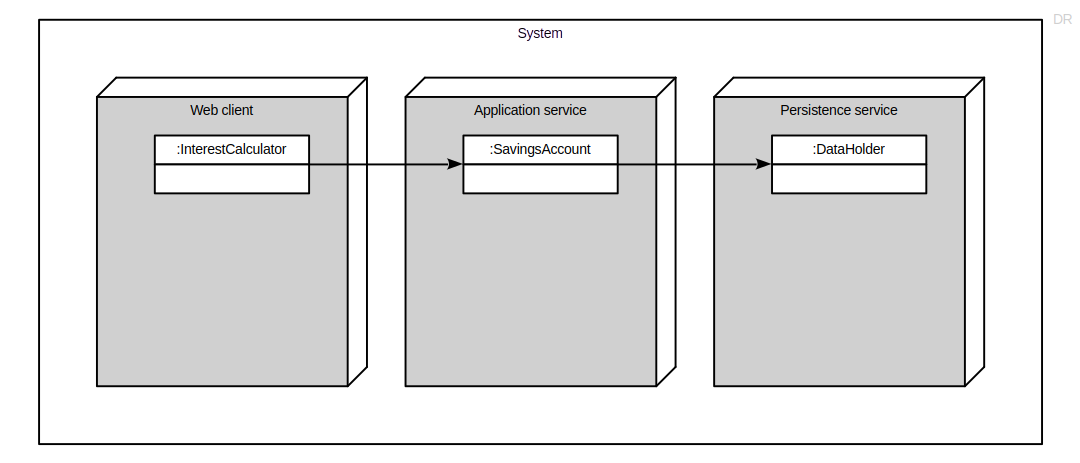 DR
System
Web client
Application service
Persistence service
:InterestCalculator
:SavingsAccount
:DataHolder